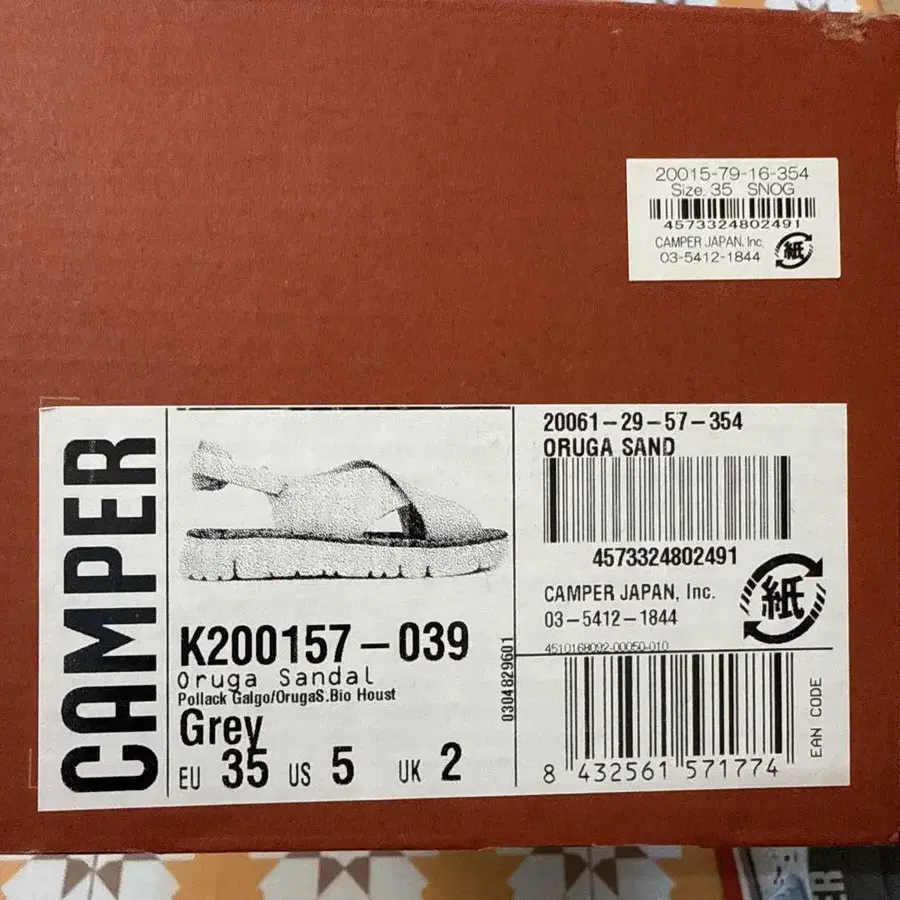 20015-79-16-354
Size. 35 SNOG
4573324802491
CAMPER JAPAN, Inc.
03-5412-1844
紙
CAMPER
K200157-039
Oruga Sandal
Pollack Galgo/OrugaS.Bio Houst
Grey
EU 35 US 5 UK 2
0304829601
20061-29-57-354
ORUGA SAND
4573324802491
CAMPER JAPAN, Inc.
03-5412-1844
紙
4510168092-00050-010
EAN CODE
8 432561 571774